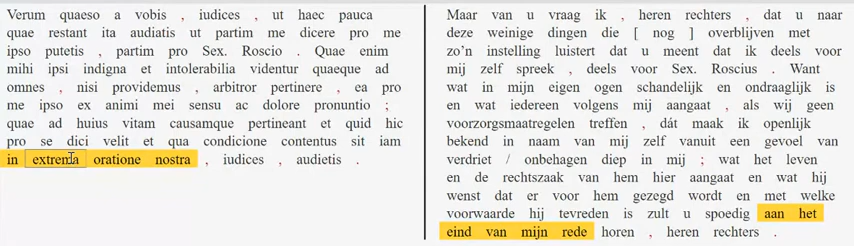 Verum quaeso a vobis , iudices , ut haec pauca
quae restant ita audiatis ut partim me dicere pro me
ipso putetis , partim pro Sex. Roscio . Quae enim
mihi ipsi indigna et intolerabilia videntur quaeque ad
omnes , nisi providemus , arbitror pertinere , ea pro
me ipso ex animi mei sensu ac dolore pronuntio ;
quae ad huius vitam causamque pertineant et quid hic
pro se dici velit et qua condicione contentus sit iam
in extrema oratione nostra , iudices , audietis .
Maar van u vraag ik , heren rechters , dat u naar
deze weinige dingen die [ nog ] overblijven met
zo’n instelling luistert dat u meent dat ik deels voor
mij zelf spreek , deels voor Sex. Roscius . Want
wat in mijn eigen ogen schandelijk en ondraaglijk is
en wat iedereen volgens mij aangaat , als wij geen
voorzorgsmaatregelen treffen , dát maak ik openlijk
bekend in naam van mij zelf vanuit een gevoel van
verdriet / onbehagen diep in mij ; wat het leven
en de rechtszaak van hem hier aangaat en wat hij
wenst dat er voor hem gezegd wordt en met welke
voorwaarde hij tevreden is zult u spoedig aan het
eind van mijn rede horen , heren rechters .